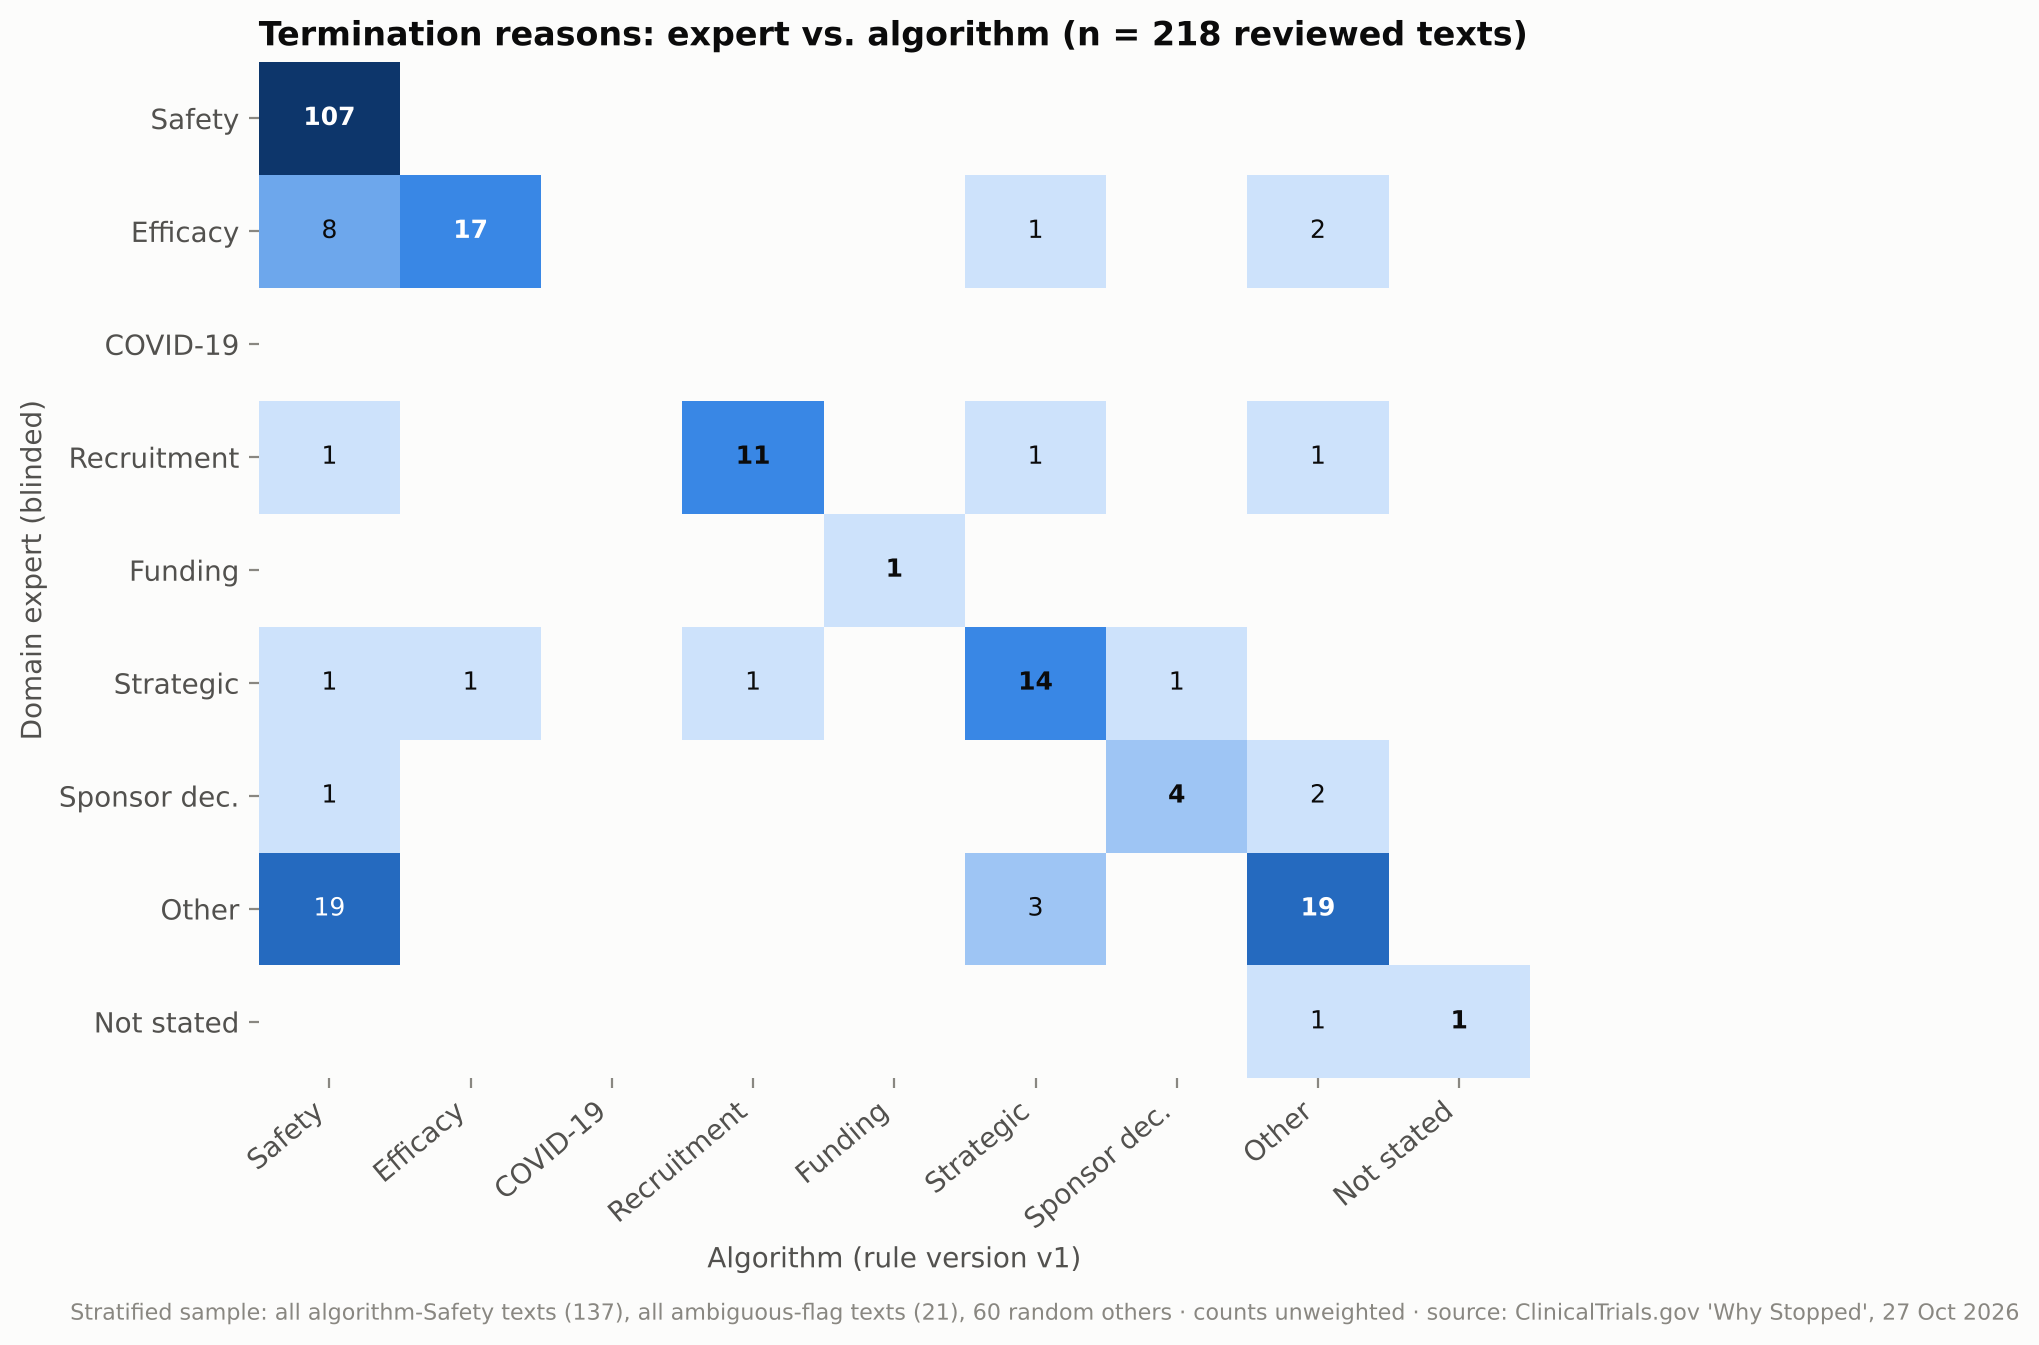 Termination reasons: expert vs. algorithm (n = 218 reviewed texts)
Domain expert (blinded)
Safety 107
Efficacy 8 17 1 2
COVID-19
Recruitment 1 11 1 1
Funding 1
Strategic 1 1 1 14 1
Sponsor dec. 1 4 2
Other 19 3 19
Not stated 1 1
Safety Efficacy COVID-19 Recruitment Funding Strategic Sponsor dec. Other Not stated
Algorithm (rule version v1)
Stratified sample: all algorithm-Safety texts (137), all ambiguous-flag texts (21), 60 random others · counts unweighted · source: ClinicalTrials.gov 'Why Stopped', 27 Oct 2026